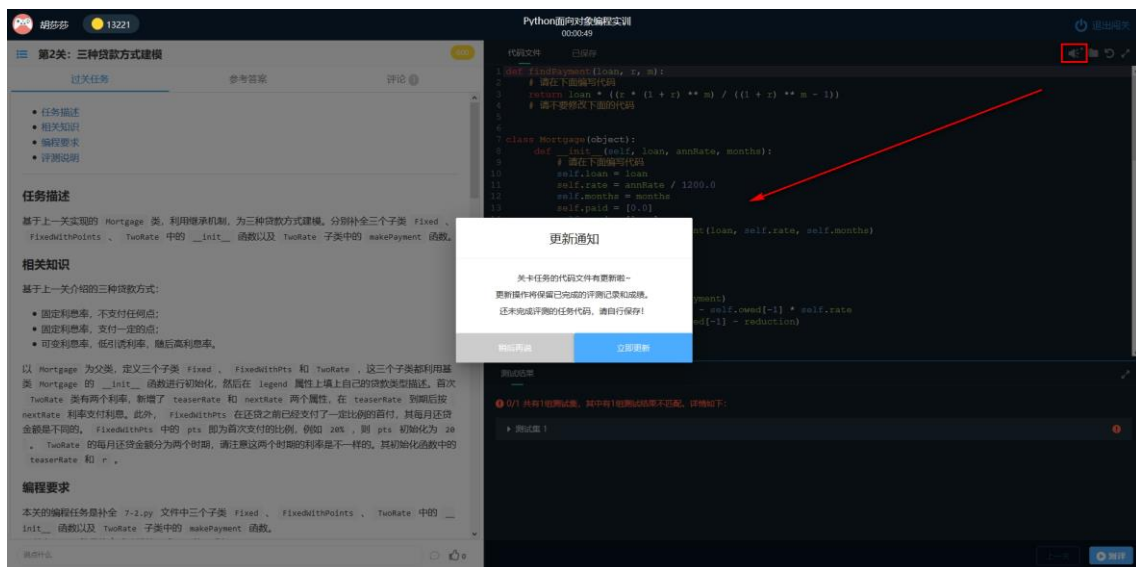 胡莎莎
13221
Python面向对象编程实训
00:00:49
退出闯关
第2关：三种贷款方式建模
过关任务
参考答案
评论
任务描述
相关知识
编程要求
评测说明
任务描述
基于上一关实现的 Mortgage 类，利用继承机制，为三种贷款方式建模。分别补全三个子类 Fixed 、
FixedWithPoints 、 TwoRate 中的 __init__ 函数以及 TwoRate 子类中的 makePayment 函数。
相关知识
基于上一关介绍的三种贷款方式：
固定利息率，不支付任何点；
固定利息率，支付一定的点；
可变利息率，低引诱利率，随后高利息率。
以 Mortgage 为父类，定义三个子类 Fixed 、 FixedWithPts 和 TwoRate ，这三个子类都利用基
类 Mortgage 的 __init__ 函数进行初始化，然后在 legend 属性上填上自己的贷款类型描述。首次
TwoRate 类有两个利率，新增了 teaserRate 和 nextRate 两个属性，在 teaserRate 到期后按
nextRate 利率支付利息。此外， FixedWithPts 在还贷之前已经支付了一定比例的首付，其每月还贷
金额是不同的。 FixedWithPts 中的 pts 即为首次支付的比例，例如 20% ，则 pts 初始化为 20
。 TwoRate 的每月还贷金额分为两个时期，请注意这两个时期的利率是不一样的。其初始化函数中的
teaserRate 和 r 。
编程要求
本关的编程任务是补全 7-2.py 文件中三个子类 Fixed 、 FixedWithPoints 、 TwoRate 中的 __
init__ 函数以及 TwoRate 子类中的 makePayment 函数。
说点什么
0
代码文件
已保存
1 def findPayment(loan, r, m):
2 # 请在下面编写代码
3 return loan * ((r * (1 + r) ** m) / ((1 + r) ** m - 1))
4 # 请不要修改下面的代码
5
6
7 class Mortgage(object):
8 def __init__(self, loan, annRate, months):
9 # 请在下面编写代码
10 self.loan = loan
11 self.rate = annRate / 1200.0
12 self.months = months
13 self.paid = [0.0]
nt(loan, self.rate, self.months)
yment)
- self.owed[-1] * self.rate
ed[-1] - reduction)
更新通知
关卡任务的代码文件有更新啦~
更新操作将保留已完成的评测记录和成绩。
还未完成评测的任务代码，请自行保存！
稍后再说
立即更新
测试结果
0/1 共有1组测试集，其中有1组测试结果不匹配。详情如下：
测试集 1
上一关
评测